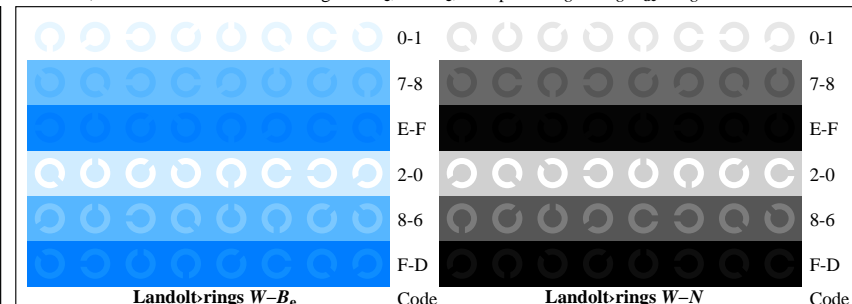 0-1 0-1
7-8 7-8
E-F E-F
2-0 2-0
8-6 8-6
F-D F-D
Landolt›rings W–Be Code Landolt›rings W–N Code